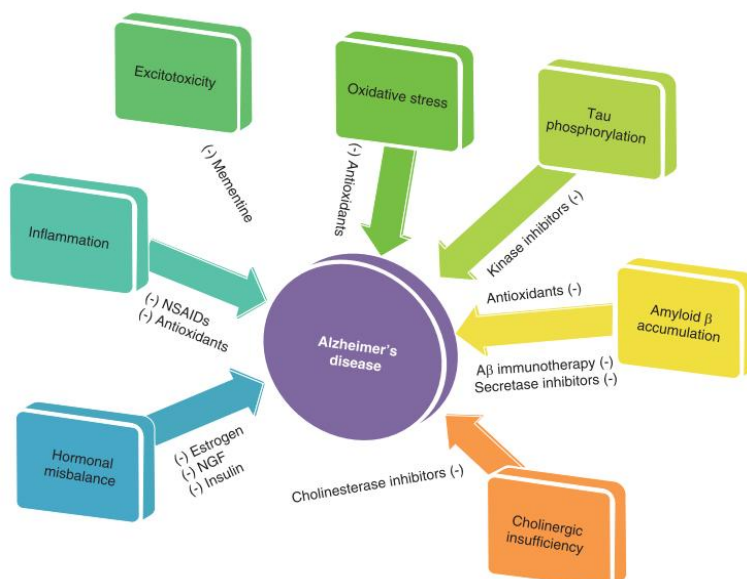 Excitotoxicity
(-) Mementine
Oxidative stress
(-) Antioxidants
Tau
phosphorylation
Kinase inhibitors (-)
Inflammation
(-) NSAIDs
(-) Antioxidants
Alzheimer's
disease
Antioxidants (-)
Amyloid β
accumulation
Aβ immunotherapy (-)
Secretase inhibitors (-)
Hormonal
misbalance
(-) Estrogen
(-) NGF
(-) Insulin
Cholinesterase inhibitors (-)
Cholinergic
insufficiency